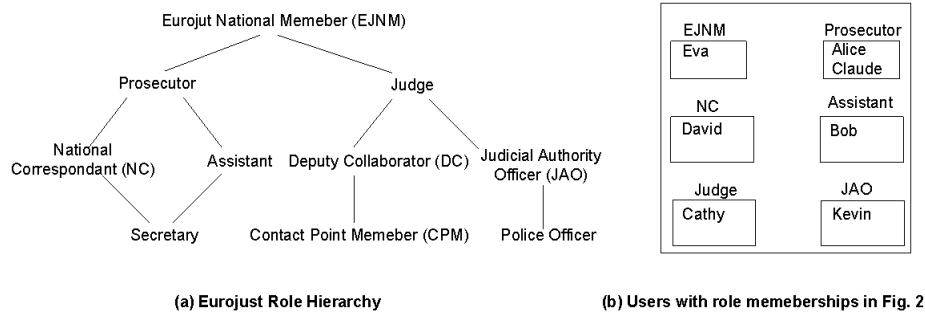 Eurojut National Memeber (EJNM)
Prosecutor
Judge
National
Correspondant (NC)
Assistant
Deputy Collaborator (DC)
Judicial Authority
Officer (JAO)
Secretary
Contact Point Memeber (CPM)
Police Officer
(a) Eurojust Role Hierarchy
EJNM
Eva
Prosecutor
Alice
Claude
NC
David
Assistant
Bob
Judge
Cathy
JAO
Kevin
(b) Users with role memeberships in Fig. 2